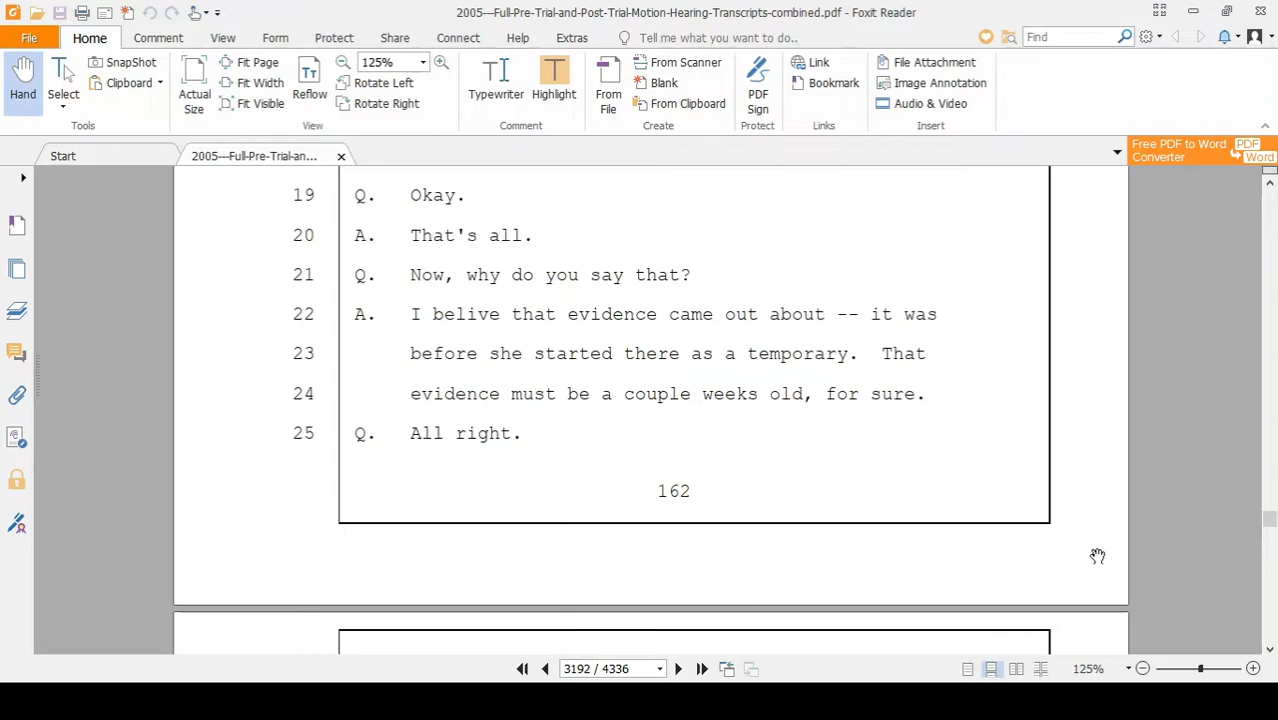 2005---Full-Pre-Trial-and-Post-Trial-Motion-Hearing-Transcripts-combined.pdf - Foxit Reader
File Home Comment View Form Protect Share Connect Help Extras Tell me what you want to do.. Find
Hand
Select
SnapShot
Clipboard
Tools
Actual Size
Fit Page
Fit Width
Fit Visible
Reflow
125%
Rotate Left
Rotate Right
View
Typewriter
Highlight
Comment
From File
From Scanner
Blank
From Clipboard
Create
PDF Sign
Protect
Link
Bookmark
Links
File Attachment
Image Annotation
Audio & Video
Insert
Start
2005---Full-Pre-Trial-an...
Free PDF to Word Converter
PDF
Word
19 Q. Okay.
20 A. That's all.
21 Q. Now, why do you say that?
22 A. I belive that evidence came out about -- it was
23 before she started there as a temporary. That
24 evidence must be a couple weeks old, for sure.
25 Q. All right.
162
3192 / 4336
125%